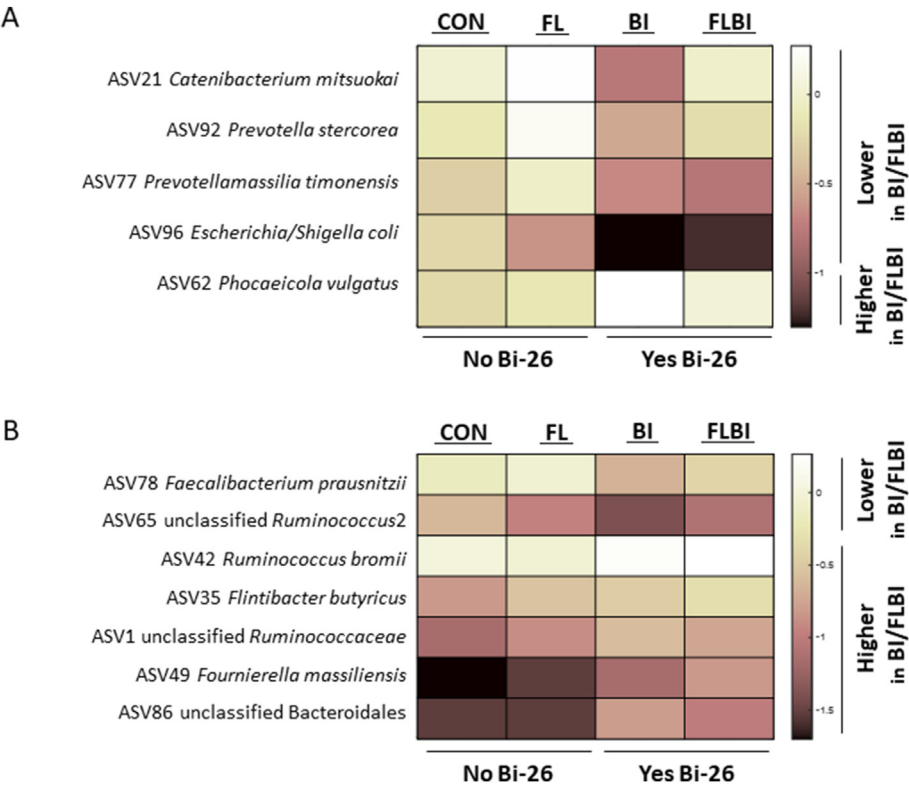 A
CON FL BI FLBI
ASV21 Catenibacterium mitsuokai
ASV92 Prevotella stercorea
ASV77 Prevotellamassilia timonensis
ASV96 Escherichia/Shigella coli
ASV62 Phocaeicola vulgatus
0
-0.5
-1
Lower
in BI/FLBI
Higher
in BI/FLBI
No Bi-26 Yes Bi-26
B
CON FL BI FLBI
ASV78 Faecalibacterium prausnitzii
ASV65 unclassified Ruminococcus2
ASV42 Ruminococcus bromii
ASV35 Flintibacter butyricus
ASV1 unclassified Ruminococcaceae
ASV49 Fournierella massiliensis
ASV86 unclassified Bacteroidales
0
-0.5
-1
-1.5
Lower
in BI/FLBI
Higher
in BI/FLBI
No Bi-26 Yes Bi-26